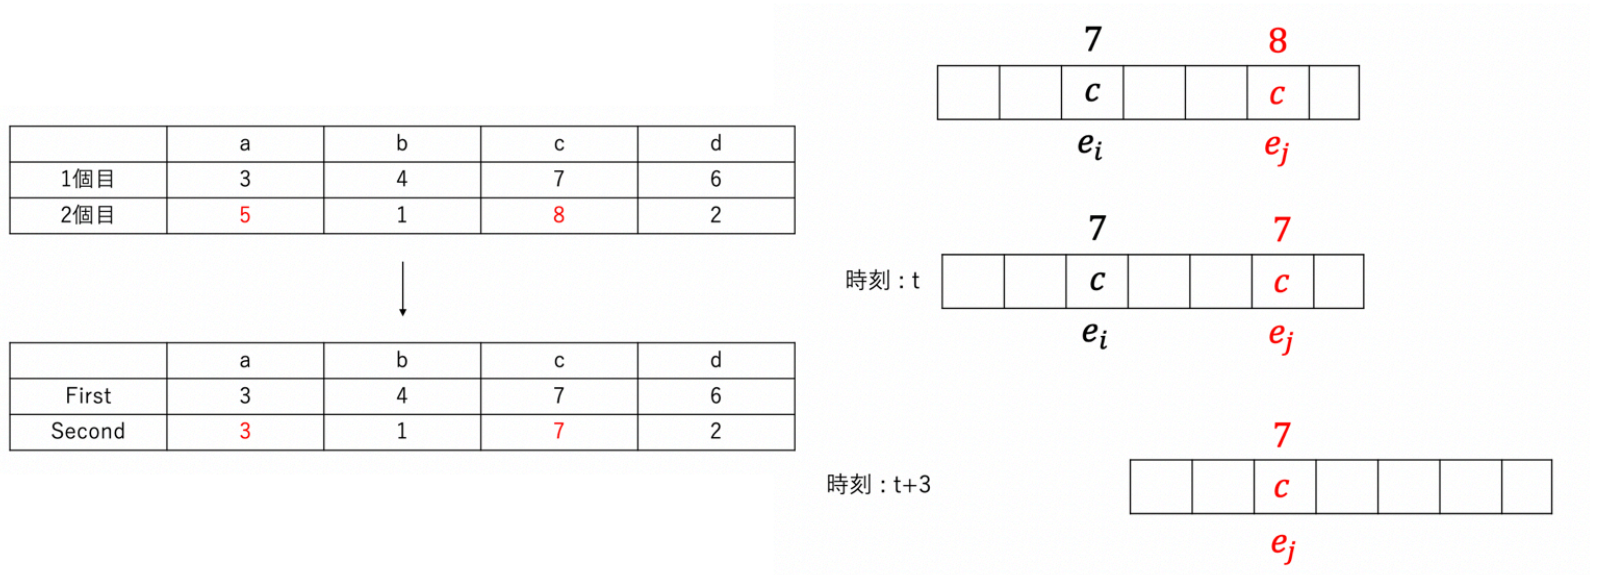 a b c d
1個目 3 4 7 6
2個目 5 1 8 2
a b c d
First 3 4 7 6
Second 3 1 7 2
7 8
c c
e_i e_j
7 7
時刻：t c c
e_i e_j
7
時刻：t+3 c
e_j